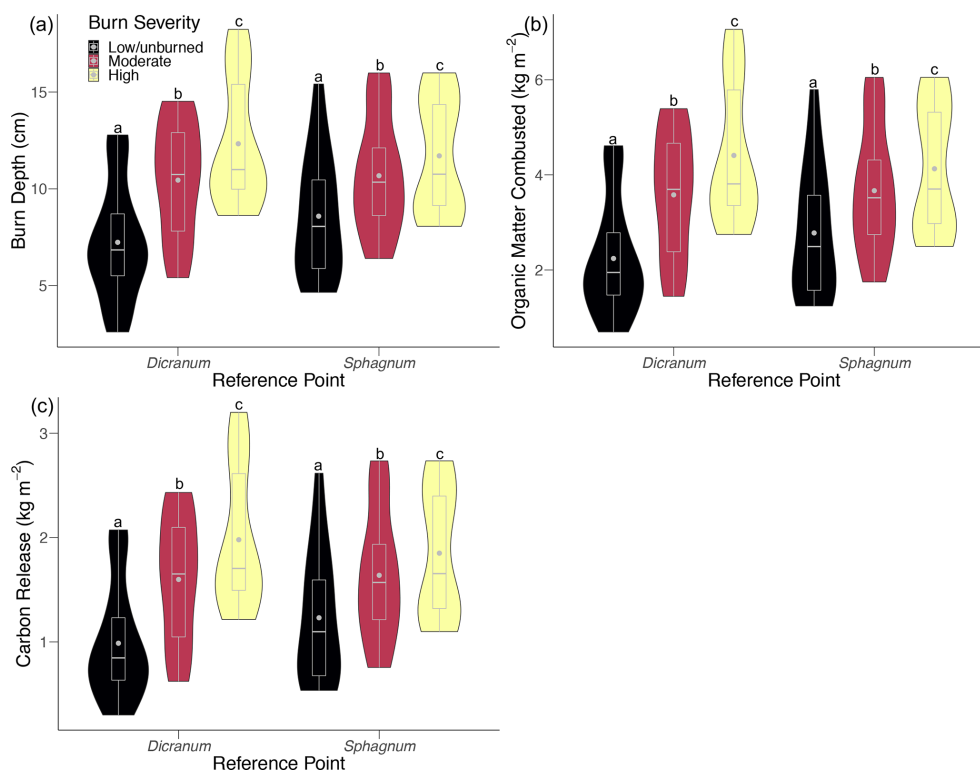 (a)
Burn Severity
Low/unburned
Moderate
High
a
b
c
a
b
c
15
10
5
Burn Depth (cm)
Dicranum
Sphagnum
Reference Point
(b)
a
b
c
a
b
c
6
4
2
Organic Matter Combusted (kg m⁻²)
Dicranum
Sphagnum
Reference Point
(c)
a
b
c
a
b
c
3
2
1
Carbon Release (kg m⁻²)
Dicranum
Sphagnum
Reference Point